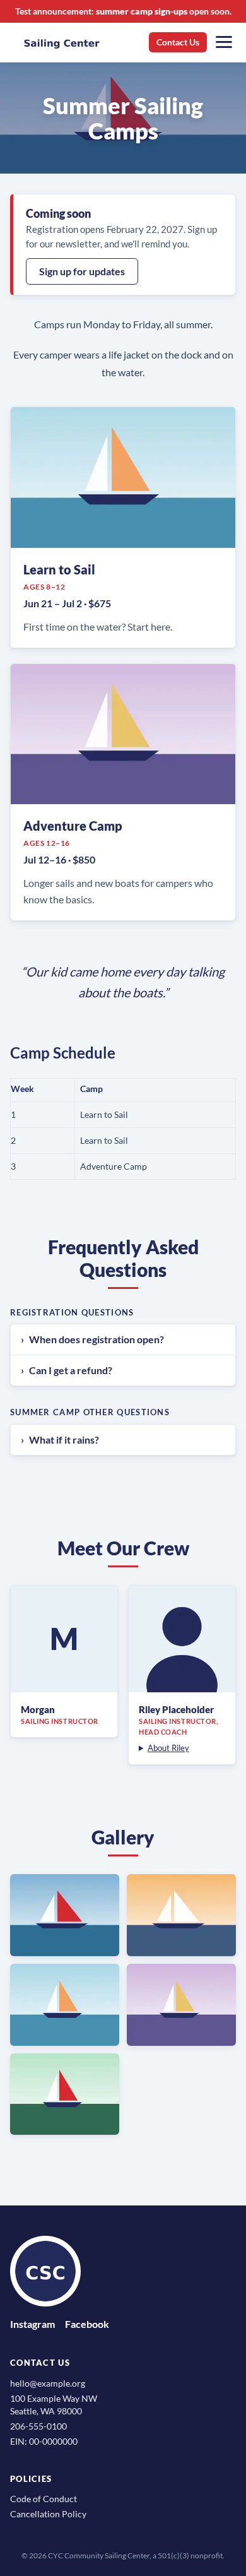 Test announcement: summer camp sign-ups open soon.
Sailing Center
Contact Us
Summer Sailing
Camps
Coming soon
Registration opens February 22, 2027. Sign up
for our newsletter, and we'll remind you.
Sign up for updates
Camps run Monday to Friday, all summer.
Every camper wears a life jacket on the dock and on
the water.
Learn to Sail
AGES 8–12
Jun 21 – Jul 2 · $675
First time on the water? Start here.
Adventure Camp
AGES 12–16
Jul 12–16 · $850
Longer sails and new boats for campers who
know the basics.
“Our kid came home every day talking
about the boats.”
Camp Schedule
Week Camp
1 Learn to Sail
2 Learn to Sail
3 Adventure Camp
Frequently Asked
Questions
REGISTRATION QUESTIONS
› When does registration open?
› Can I get a refund?
SUMMER CAMP OTHER QUESTIONS
› What if it rains?
Meet Our Crew
M
Morgan
SAILING INSTRUCTOR
Riley Placeholder
SAILING INSTRUCTOR,
HEAD COACH
▶ About Riley
Gallery
CSC
Instagram Facebook
CONTACT US
hello@example.org
100 Example Way NW
Seattle, WA 98000
206-555-0100
EIN: 00-0000000
POLICIES
Code of Conduct
Cancellation Policy
© 2026 CYC Community Sailing Center, a 501(c)(3) nonprofit.